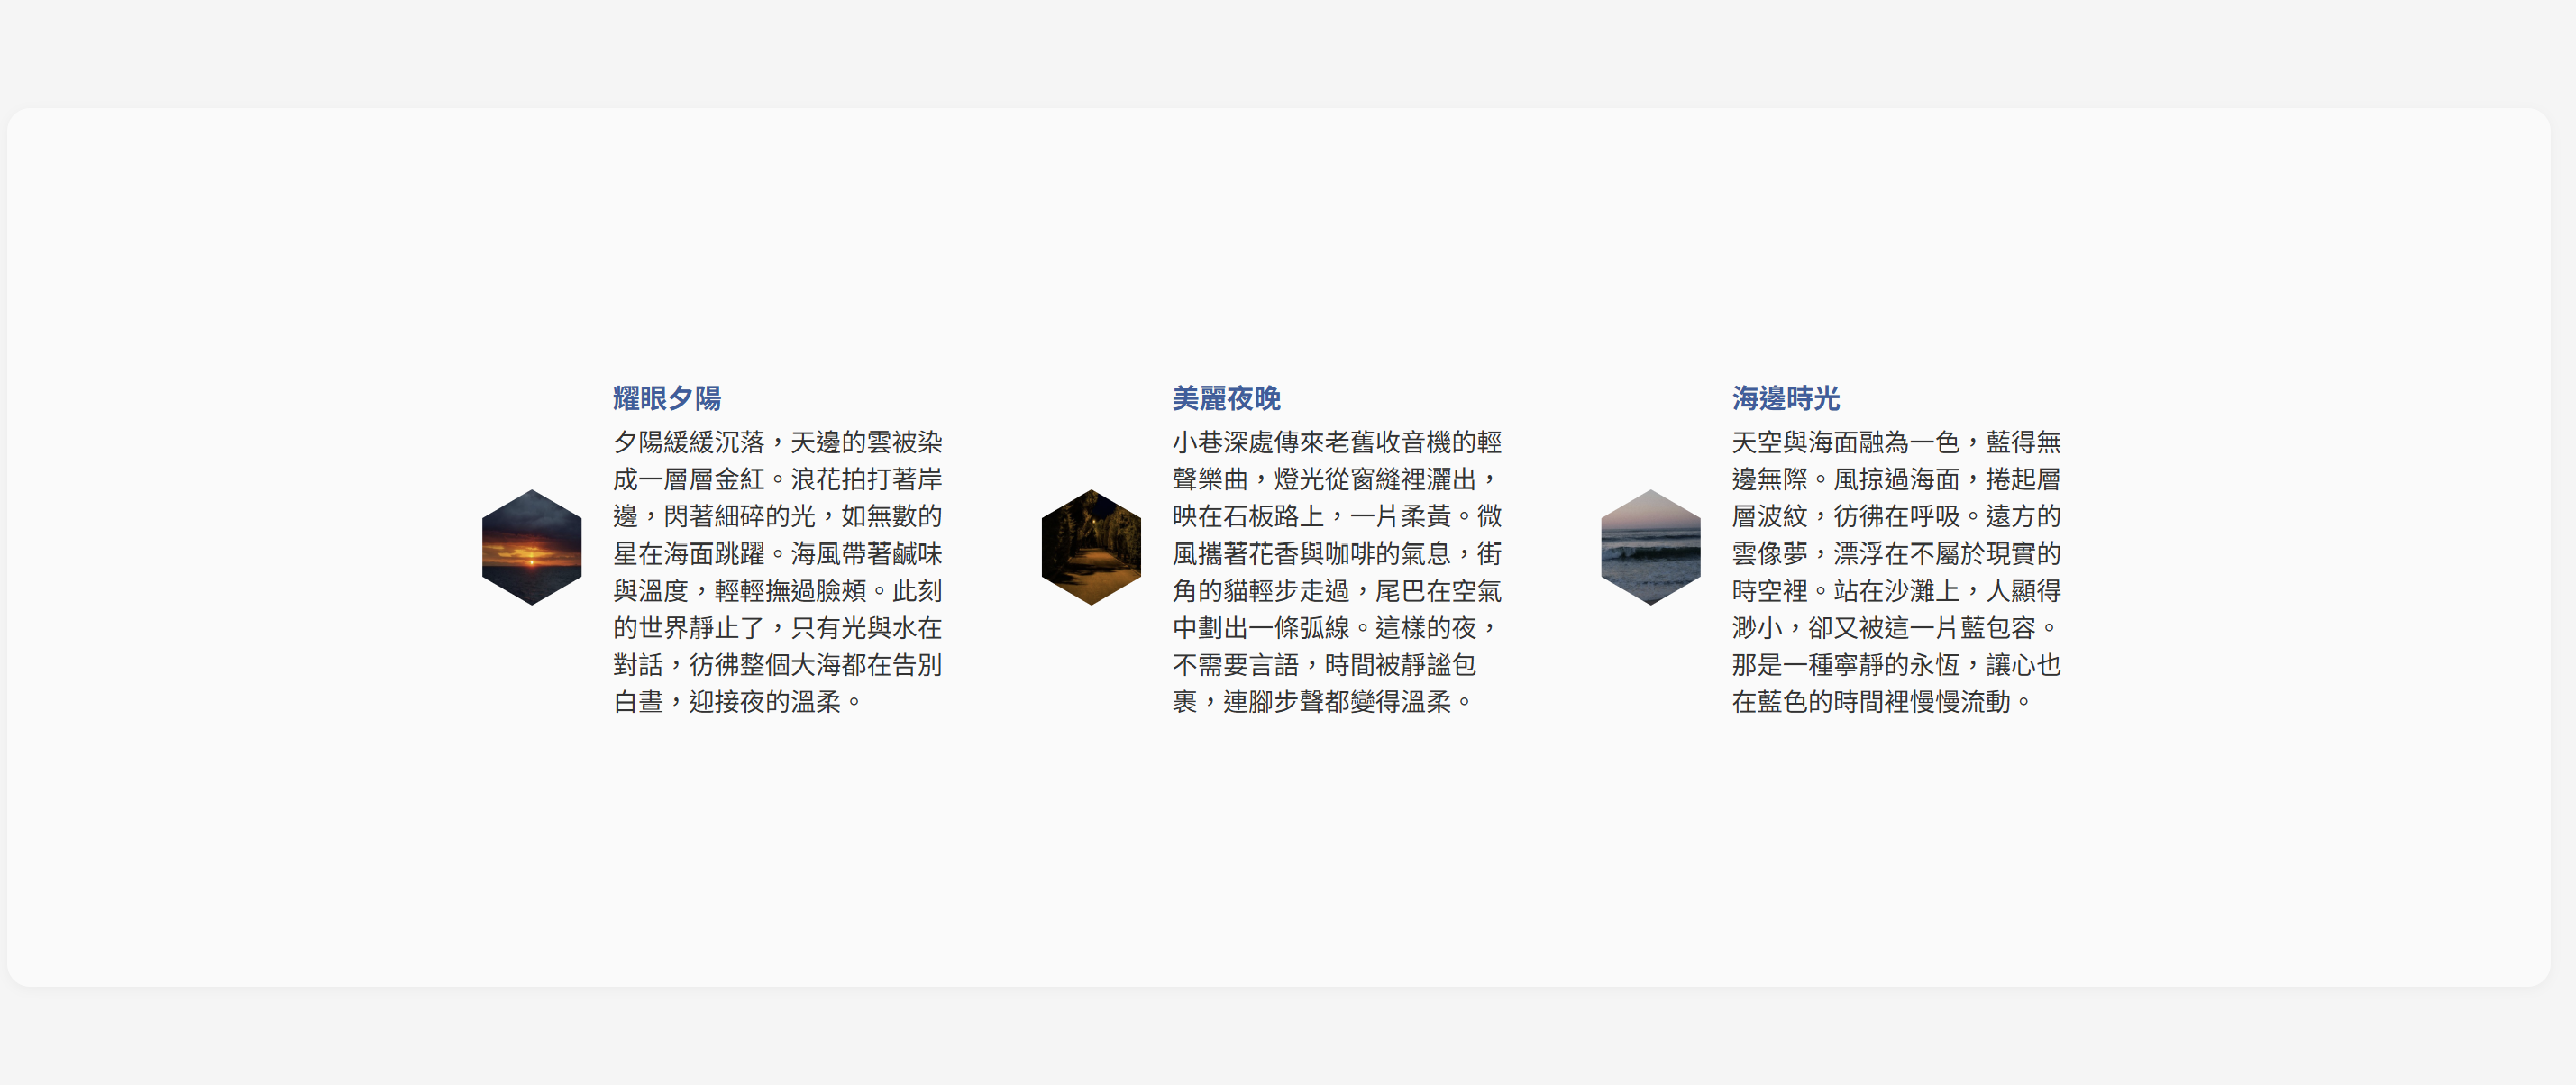 耀眼夕陽
夕陽緩緩沉落，天邊的雲被染
成一層層金紅。浪花拍打著岸
邊，閃著細碎的光，如無數的
星在海面跳躍。海風帶著鹹味
與溫度，輕輕撫過臉頰。此刻
的世界靜止了，只有光與水在
對話，彷彿整個大海都在告別
白晝，迎接夜的溫柔。
美麗夜晚
小巷深處傳來老舊收音機的輕
聲樂曲，燈光從窗縫裡灑出，
映在石板路上，一片柔黃。微
風攜著花香與咖啡的氣息，街
角的貓輕步走過，尾巴在空氣
中劃出一條弧線。這樣的夜，
不需要言語，時間被靜謐包
裹，連腳步聲都變得溫柔。
海邊時光
天空與海面融為一色，藍得無
邊無際。風掠過海面，捲起層
層波紋，彷彿在呼吸。遠方的
雲像夢，漂浮在不屬於現實的
時空裡。站在沙灘上，人顯得
渺小，卻又被這一片藍包容。
那是一種寧靜的永恆，讓心也
在藍色的時間裡慢慢流動。